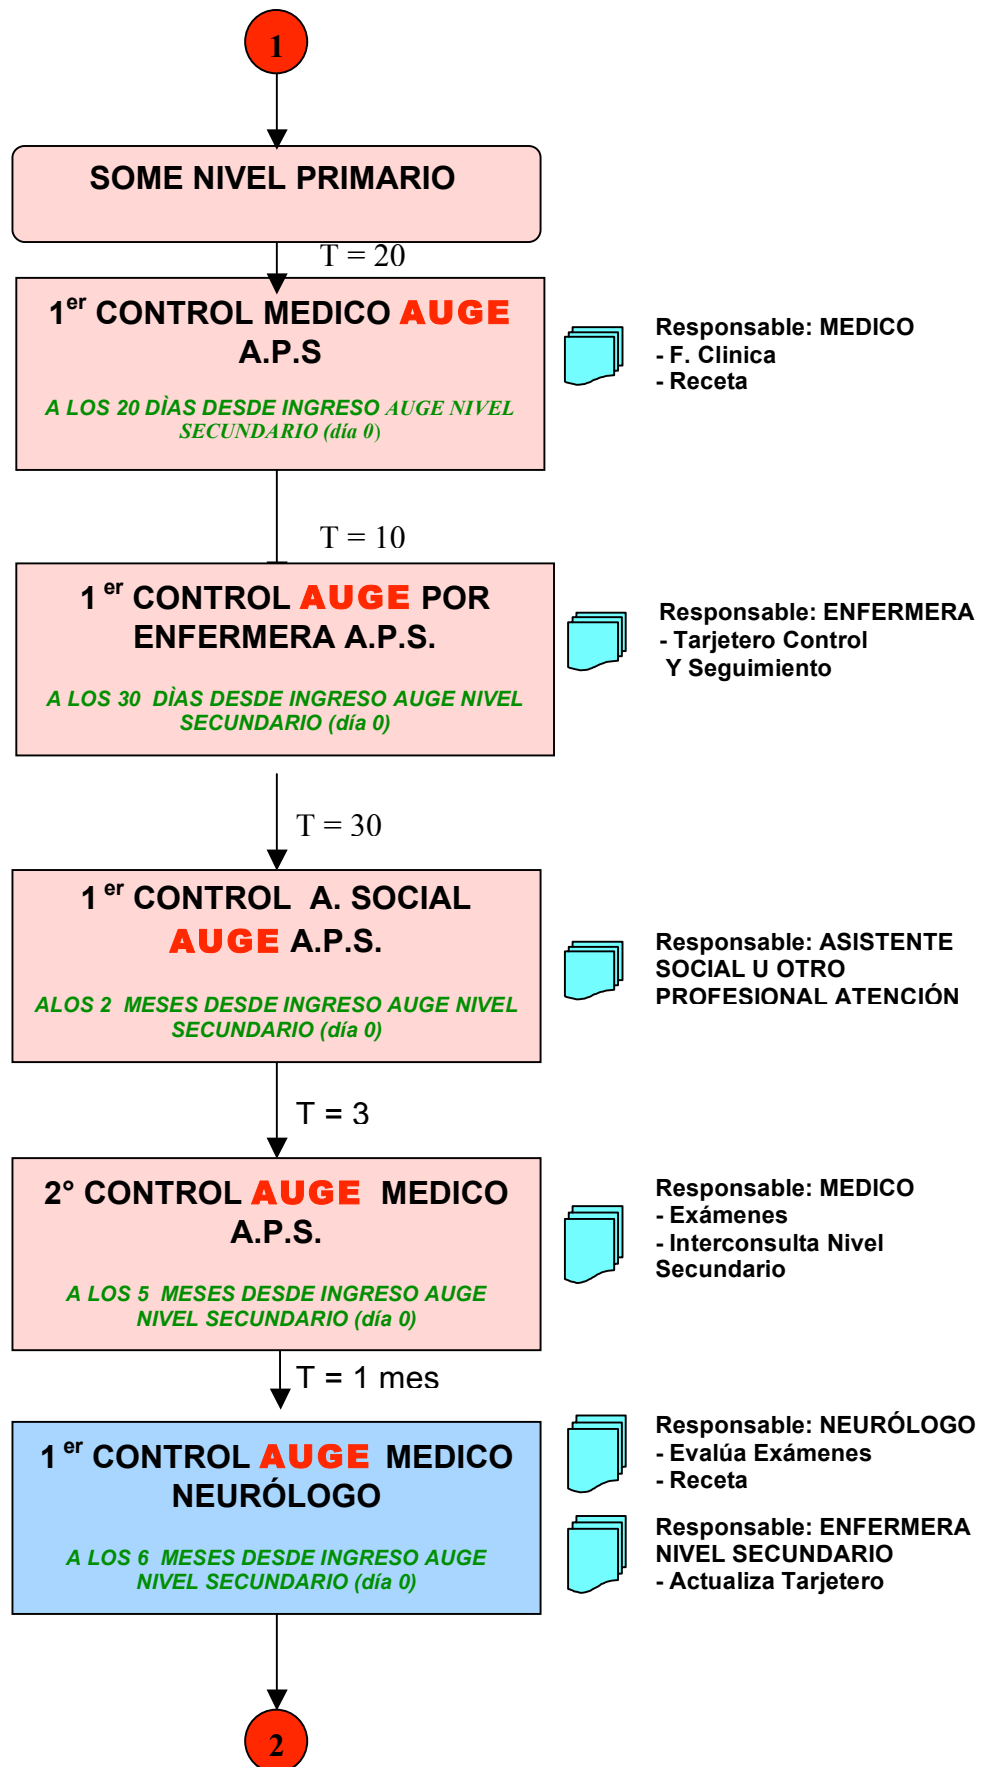 1
SOME NIVEL PRIMARIO
T = 20
1er CONTROL MEDICO AUGE
A.P.S
A LOS 20 DÌAS DESDE INGRESO AUGE NIVEL
SECUNDARIO (día 0)
Responsable: MEDICO
- F. Clinica
- Receta
T = 10
1 er CONTROL AUGE POR
ENFERMERA A.P.S.
A LOS 30 DÌAS DESDE INGRESO AUGE NIVEL
SECUNDARIO (día 0)
Responsable: ENFERMERA
- Tarjetero Control
Y Seguimiento
T = 30
1 er CONTROL A. SOCIAL
AUGE A.P.S.
ALOS 2 MESES DESDE INGRESO AUGE NIVEL
SECUNDARIO (día 0)
Responsable: ASISTENTE
SOCIAL U OTRO
PROFESIONAL ATENCIÓN
T = 3
2° CONTROL AUGE MEDICO
A.P.S.
A LOS 5 MESES DESDE INGRESO AUGE
NIVEL SECUNDARIO (día 0)
Responsable: MEDICO
- Exámenes
- Interconsulta Nivel
Secundario
T = 1 mes
1 er CONTROL AUGE MEDICO
NEURÓLOGO
A LOS 6 MESES DESDE INGRESO AUGE
NIVEL SECUNDARIO (día 0)
Responsable: NEURÓLOGO
- Evalúa Exámenes
- Receta
Responsable: ENFERMERA
NIVEL SECUNDARIO
- Actualiza Tarjetero
2